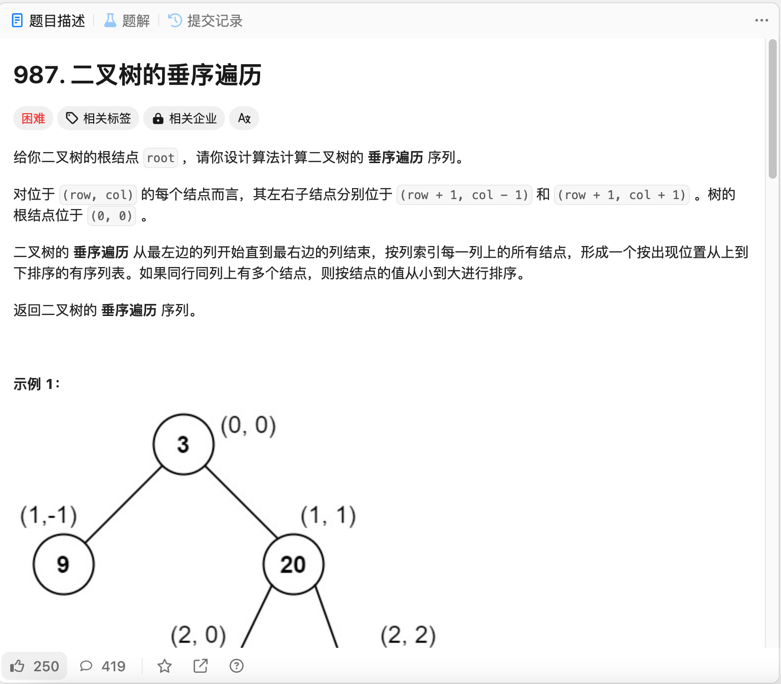 题目描述 题解 提交记录
987. 二叉树的垂序遍历
困难 相关标签 相关企业 Aあ
给你二叉树的根结点 root ，请你设计算法计算二叉树的 垂序遍历 序列。
对位于 (row, col) 的每个结点而言，其左右子结点分别位于 (row + 1, col - 1) 和 (row + 1, col + 1) 。树的
根结点位于 (0, 0) 。
二叉树的 垂序遍历 从最左边的列开始直到最右边的列结束，按列索引每一列上的所有结点，形成一个按出现位置从上到
下排序的有序列表。如果同行同列上有多个结点，则按结点的值从小到大进行排序。
返回二叉树的 垂序遍历 序列。
示例 1：
(0, 0)
3
(1,-1)
(1, 1)
9
20
(2, 0)
(2, 2)
250 419